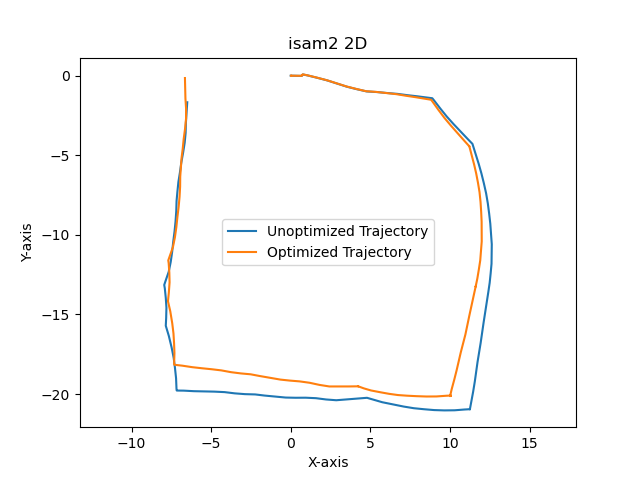 isam2 2D
0
−5
−10
−15
−20
Y-axis
Unoptimized Trajectory
Optimized Trajectory
−10
−5
0
5
10
15
X-axis